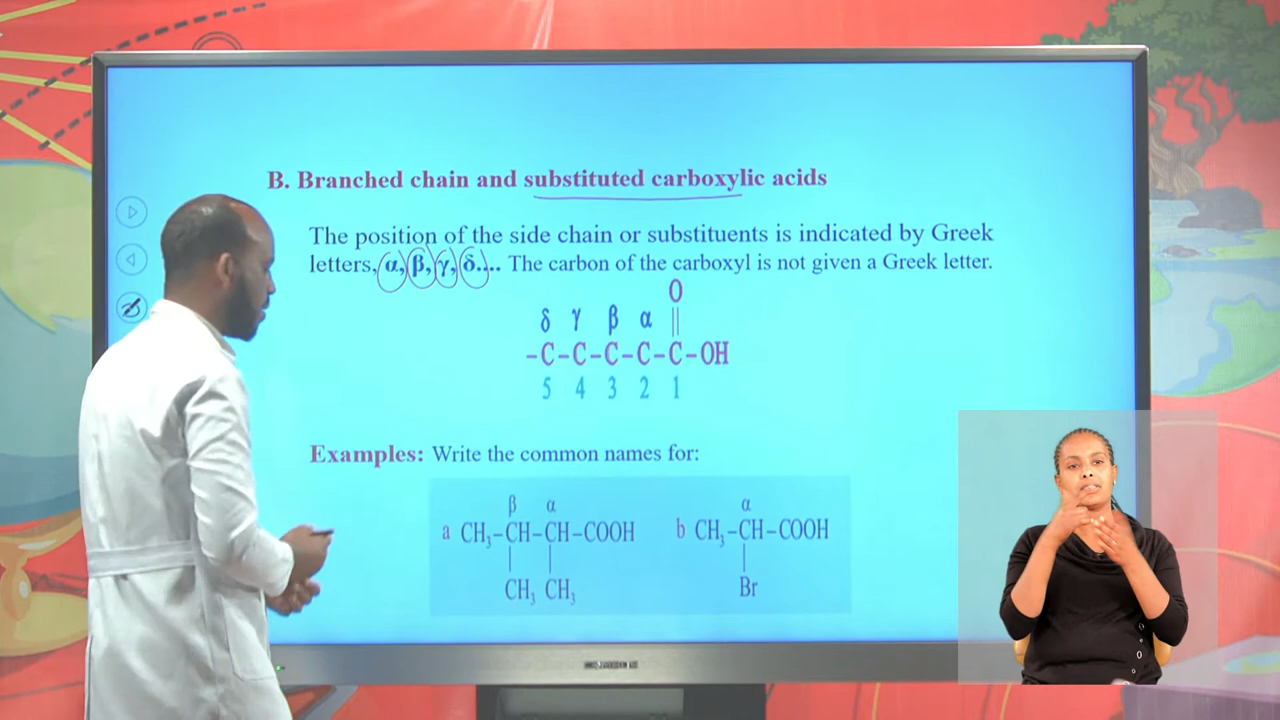 B. Branched chain and substituted carboxylic acids
The position of the side chain or substituents is indicated by Greek
letters, α, β, γ, δ.... The carbon of the carboxyl is not given a Greek letter.
O
δ γ β α ||
-C-C-C-C-C-OH
5 4 3 2 1
Examples: Write the common names for:
β α α
a CH₃-CH-CH-COOH b CH₃-CH-COOH
| | |
CH₃ CH₃ Br